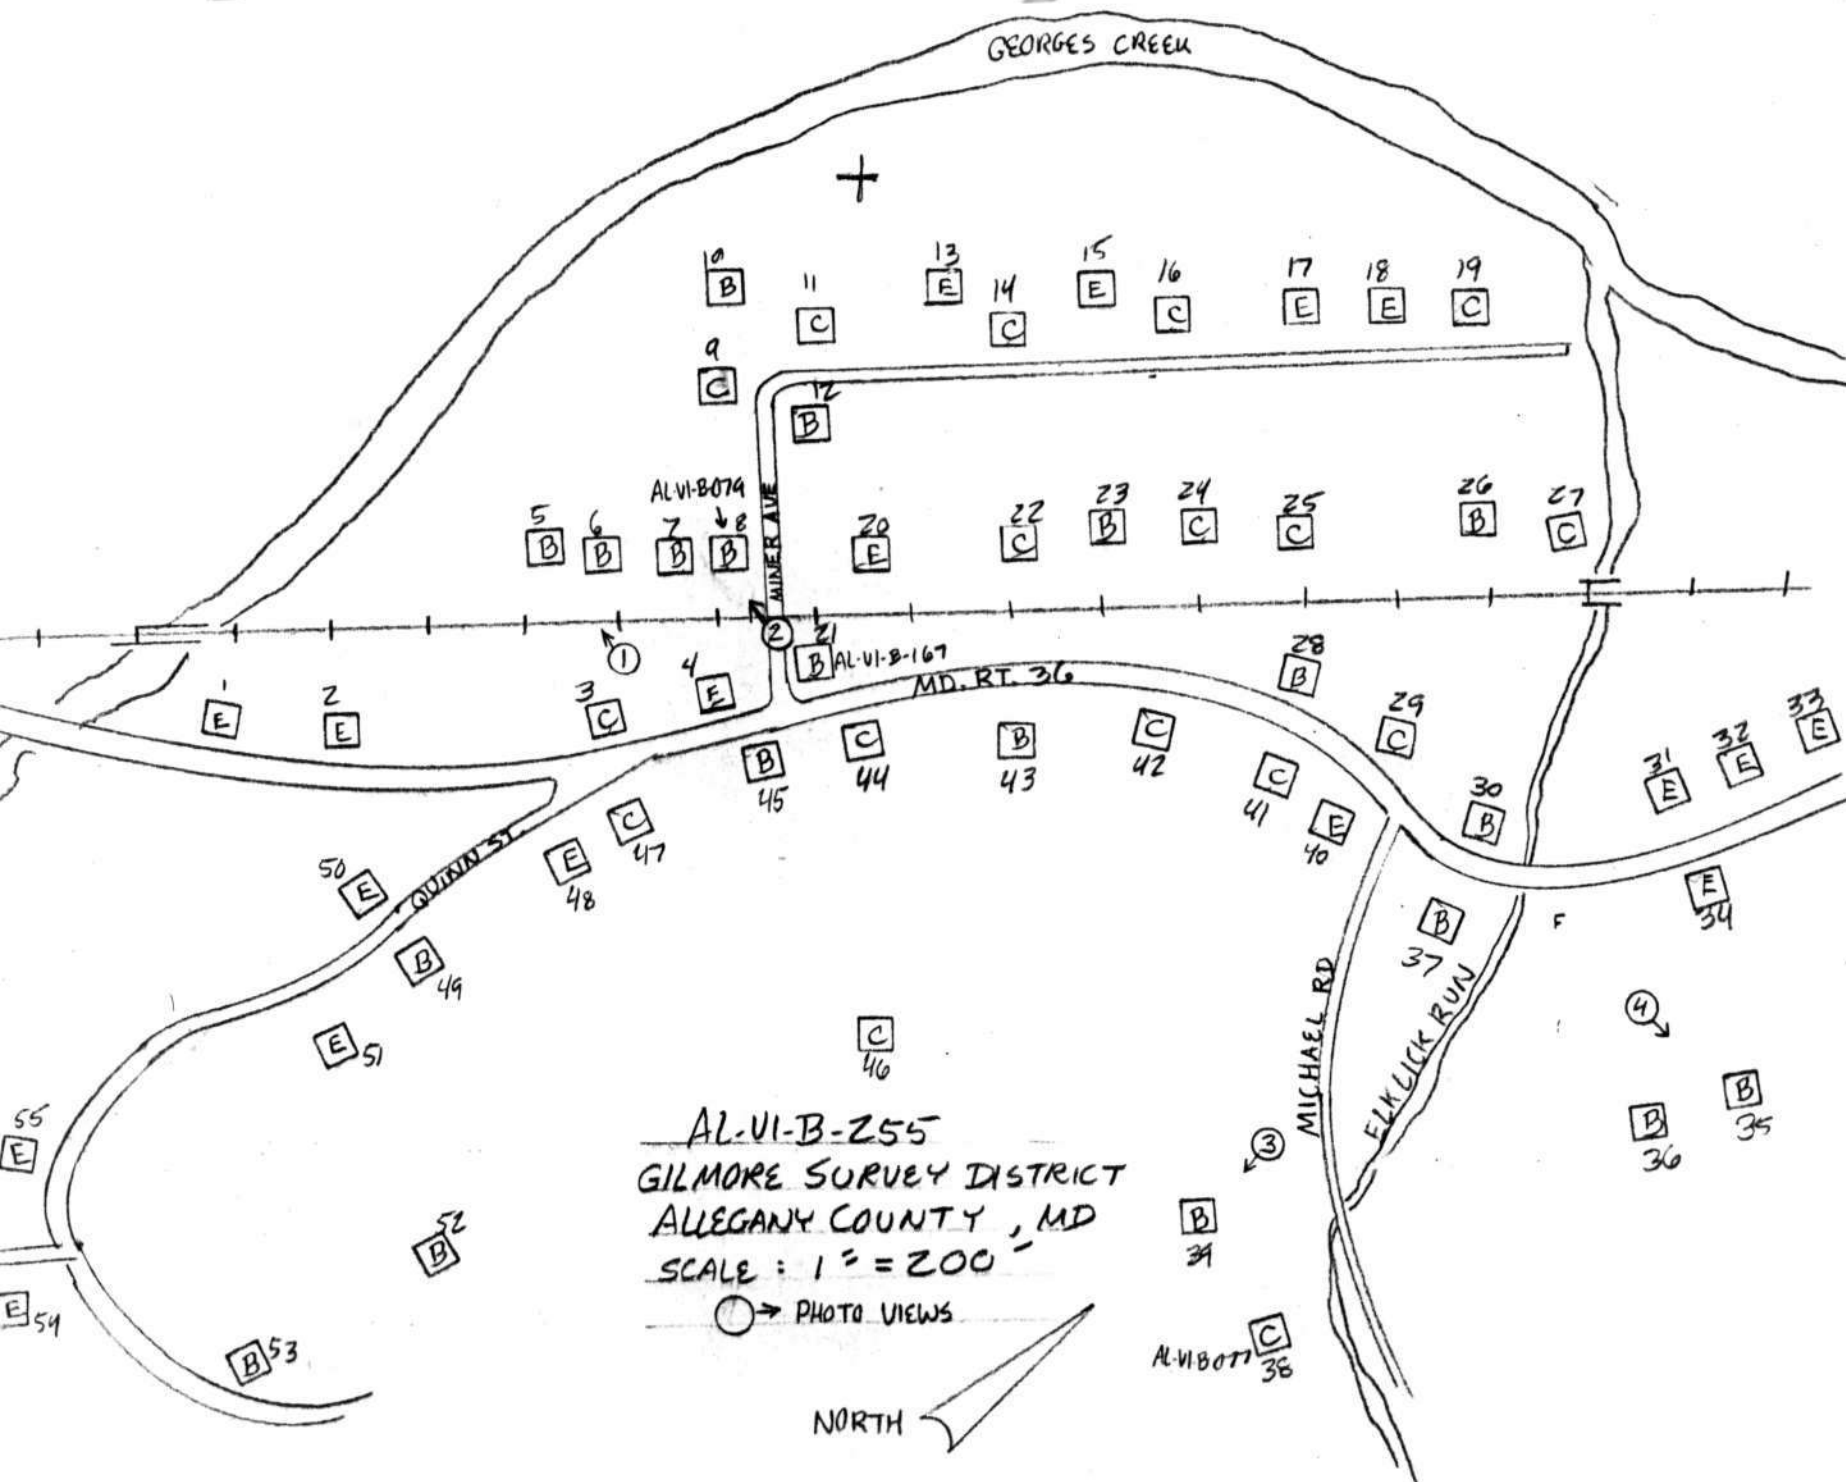 GEORGES CREEK
10
B
11
C
13
E
14
C
15
E
16
C
17
E
18
E
19
C
9
C
12
B
MINER AVE
AL-VI-B-079
5
B
6
B
7
B
8
B
20
E
22
C
23
B
24
C
25
C
26
B
27
C
1
2
21
B
AL-VI-B-167
MD. RT. 36
28
B
29
C
30
B
31
E
32
E
33
E
1
E
2
E
3
C
4
E
B
45
C
44
B
43
C
42
C
41
E
40
E
34
F
QUINN ST.
C
47
E
48
50
E
B
49
E
51
B
37
MICHAEL RD
ELKLICK RUN
4
B
35
B
36
C
46
55
E
E
54
52
B
B
53
3
B
39
AL-VI-B077
C
38
AL-VI-B-255
GILMORE SURVEY DISTRICT
ALLEGANY COUNTY, MD
SCALE : 1" = 200'
PHOTO VIEWS
NORTH